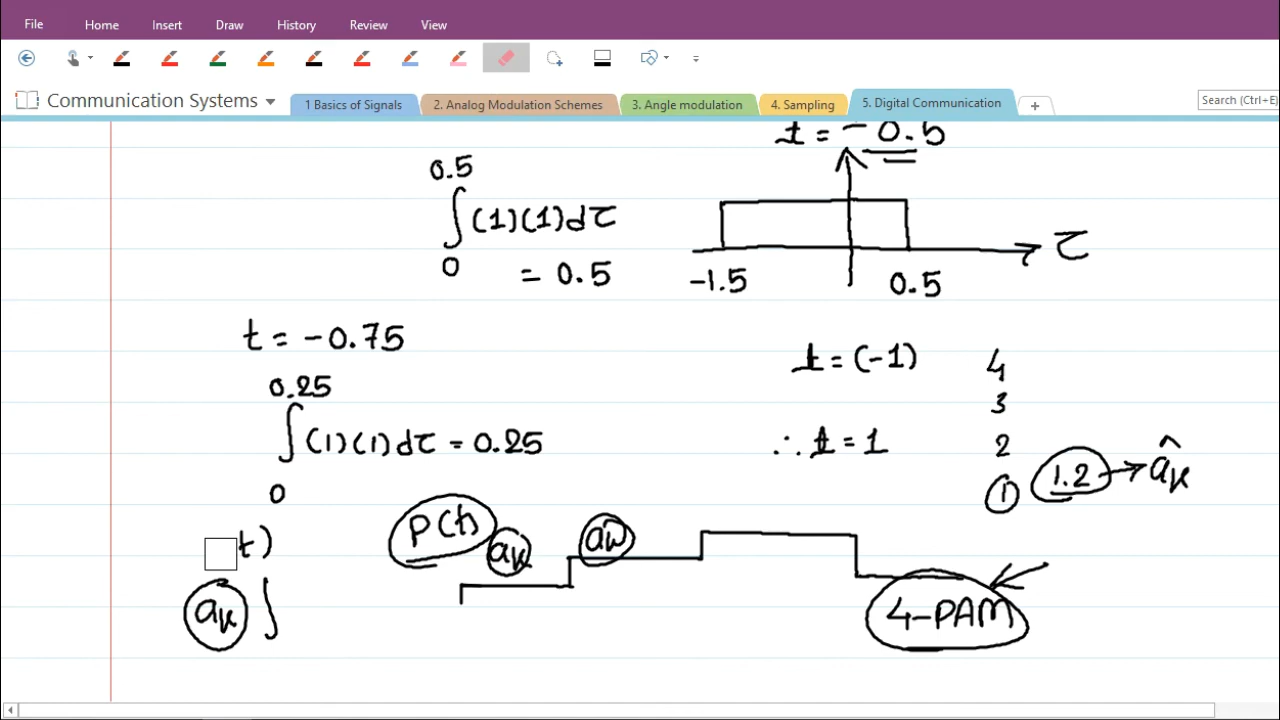 File Home Insert Draw History Review View
Communication Systems
1 Basics of Signals
2. Analog Modulation Schemes
3. Angle modulation
4. Sampling
5. Digital Communication
+
Search (Ctrl+E)
t = -0.5
0.5
∫ (1)(1)dτ
0
= 0.5
τ
-1.5 0.5
t = -0.75
0.25
∫ (1)(1)dτ = 0.25
0
t = (-1)
∴ t = 1
4
3
2
1
1.2 → âk
t)
ak ∫
P(t)
ak
4-PAM